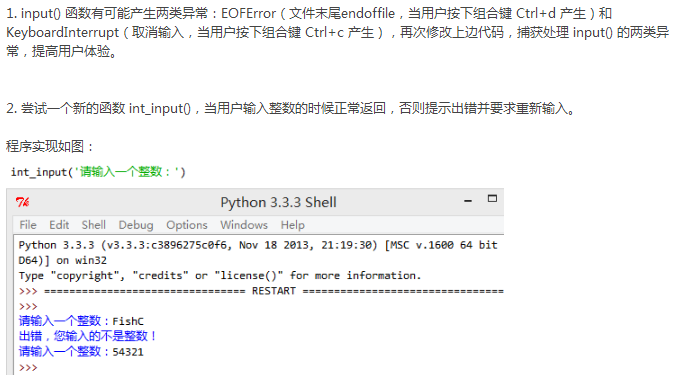 1. input() 函数有可能产生两类异常：EOFError（文件末尾endoffile，当用户按下组合键 Ctrl+d 产生）和
KeyboardInterrupt（取消输入，当用户按下组合键 Ctrl+c 产生），再次修改上边代码，捕获处理 input() 的两类异
常，提高用户体验。
2. 尝试一个新的函数 int_input()，当用户输入整数的时候正常返回，否则提示出错并要求重新输入。
程序实现如图：
int_input('请输入一个整数：')
Python 3.3.3 Shell
File Edit Shell Debug Options Windows Help
Python 3.3.3 (v3.3.3:c3896275c0f6, Nov 18 2013, 21:19:30) [MSC v.1600 64 bit
D64)] on win32
Type "copyright", "credits" or "license()" for more information.
>>> ================================ RESTART ================================
>>>
请输入一个整数：FishC
出错，您输入的不是整数！
请输入一个整数：54321
>>>